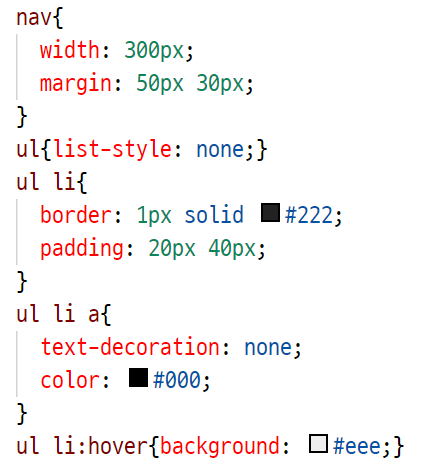 nav{
width: 300px;
margin: 50px 30px;
}
ul{list-style: none;}
ul li{
border: 1px solid #222;
padding: 20px 40px;
}
ul li a{
text-decoration: none;
color: #000;
}
ul li:hover{background: #eee;}